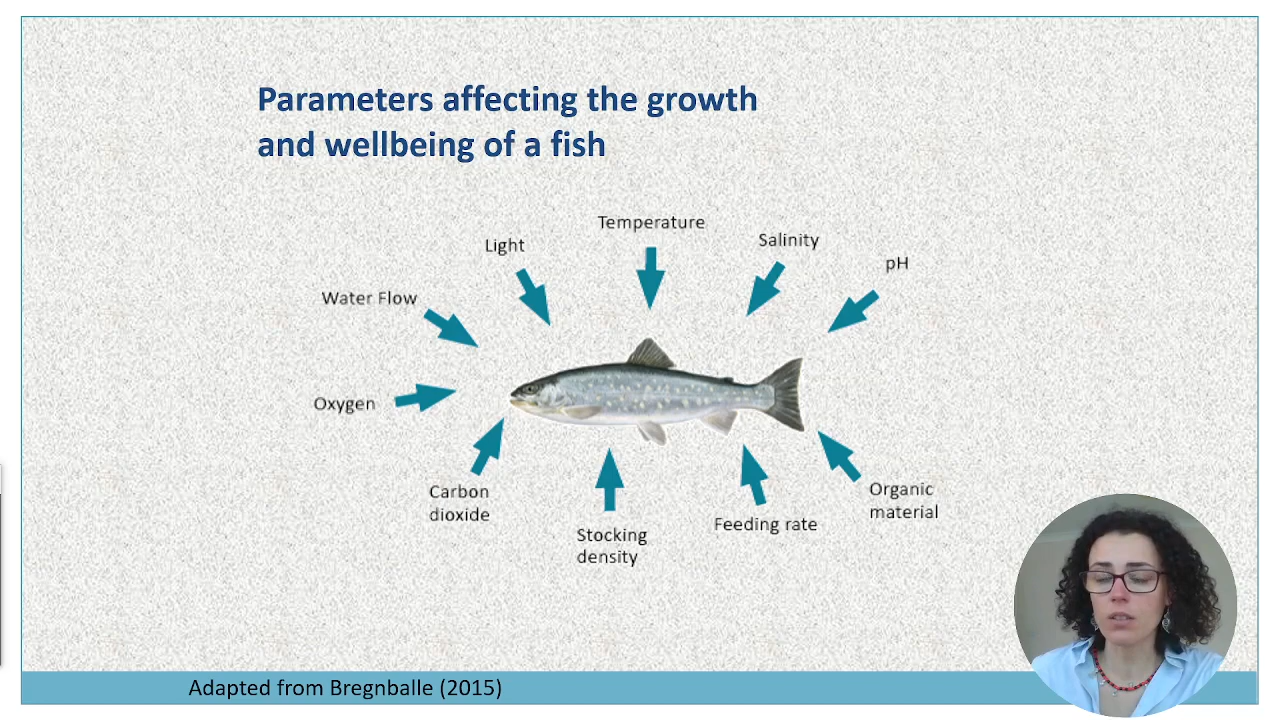 Parameters affecting the growth
and wellbeing of a fish
Temperature
Light
Salinity
pH
Water Flow
Oxygen
Carbon
dioxide
Stocking
density
Feeding rate
Organic
material
Adapted from Bregnballe (2015)